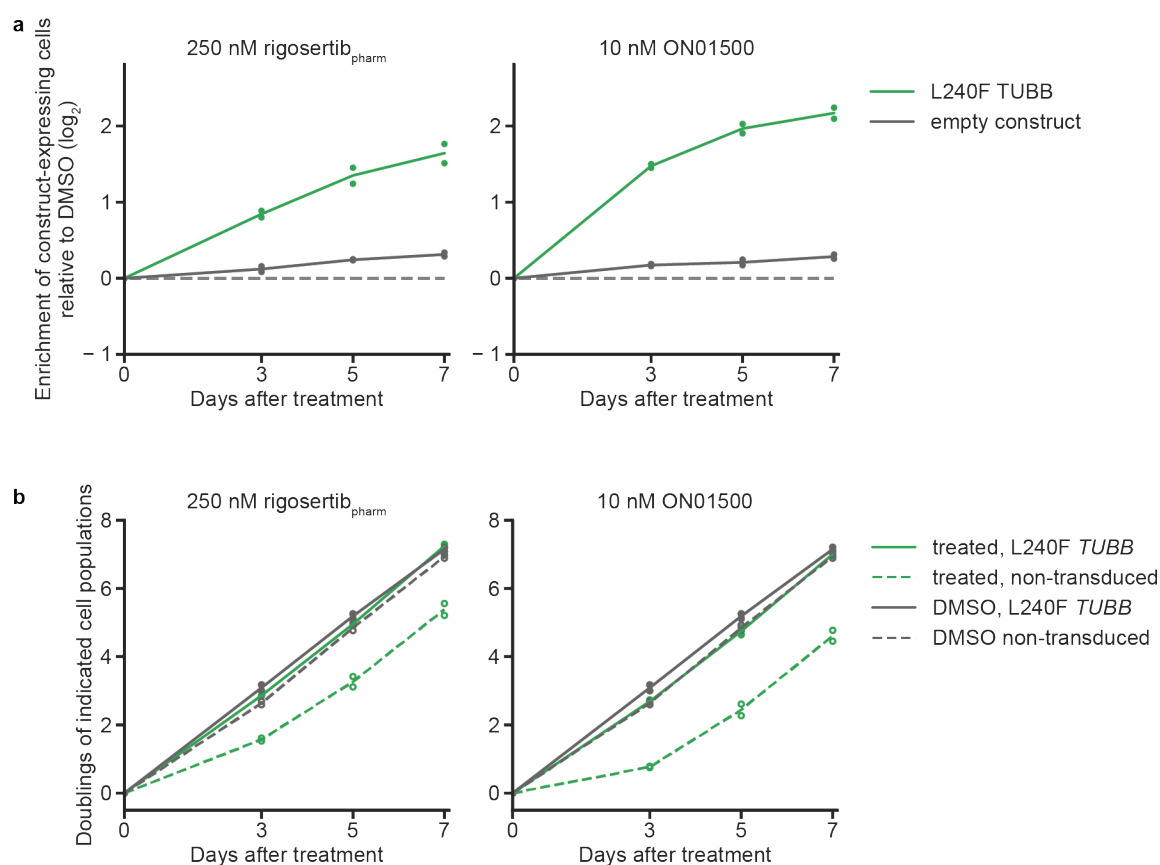 a
250 nM rigosertib pharm
10 nM ON01500
Enrichment of construct-expressing cells
relative to DMSO (log2)
2
1
0
− 1
0 3 5 7
Days after treatment
2
1
0
− 1
0 3 5 7
Days after treatment
L240F TUBB
empty construct
b
250 nM rigosertib pharm
10 nM ON01500
Doublings of indicated cell populations
8
6
4
2
0
0 3 5 7
Days after treatment
8
6
4
2
0
0 3 5 7
Days after treatment
treated, L240F TUBB
treated, non-transduced
DMSO, L240F TUBB
DMSO non-transduced